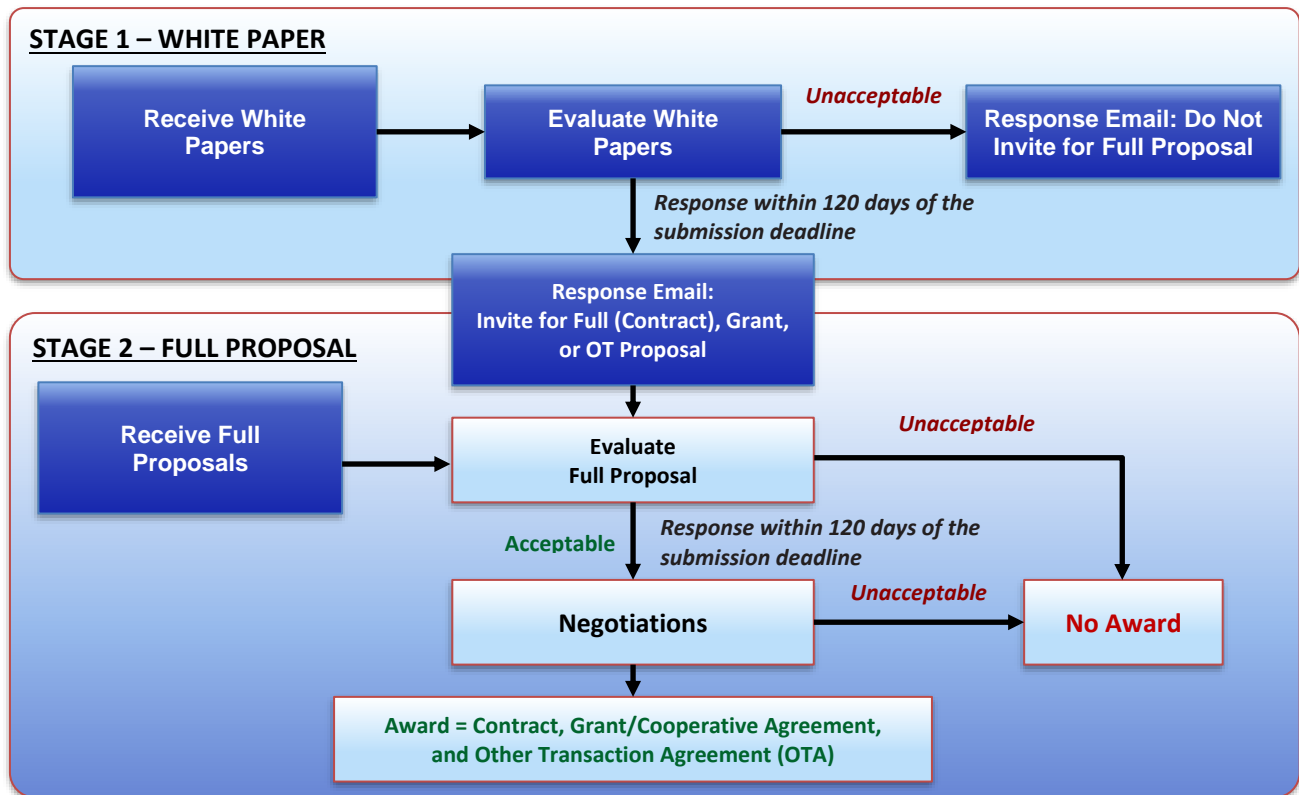 STAGE 1 – WHITE PAPER
Receive White
Papers
Evaluate White
Papers
Unacceptable
Response Email: Do Not
Invite for Full Proposal
Response within 120 days of the
submission deadline
Response Email:
Invite for Full (Contract), Grant,
or OT Proposal
STAGE 2 – FULL PROPOSAL
Receive Full
Proposals
Evaluate
Full Proposal
Unacceptable
Acceptable
Response within 120 days of the
submission deadline
Negotiations
Unacceptable
No Award
Award = Contract, Grant/Cooperative Agreement,
and Other Transaction Agreement (OTA)